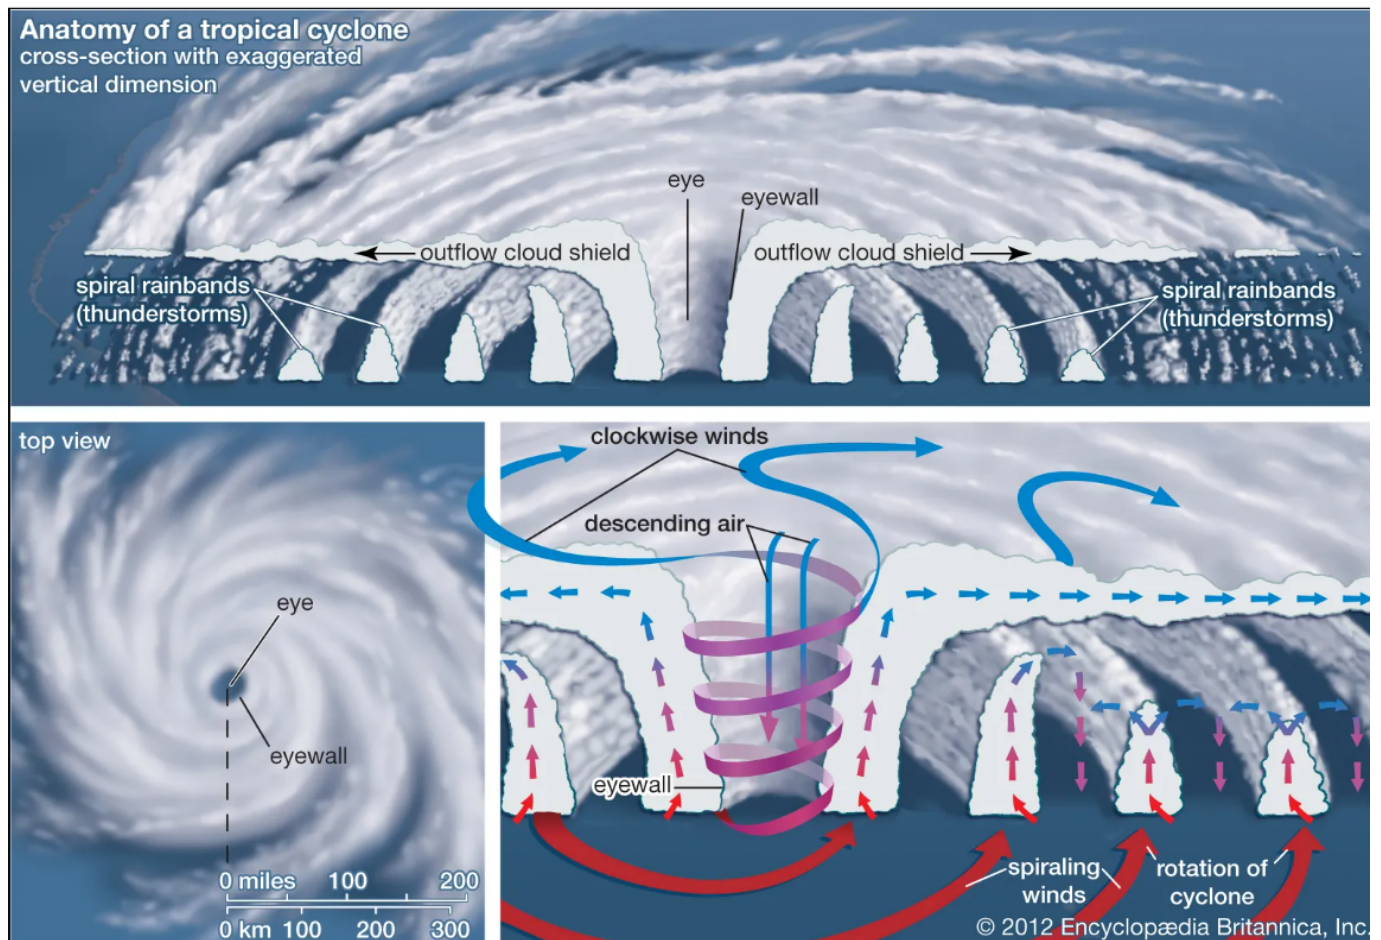 Anatomy of a tropical cyclone
cross-section with exaggerated
vertical dimension
eye
eyewall
outflow cloud shield
outflow cloud shield
spiral rainbands
(thunderstorms)
spiral rainbands
(thunderstorms)
top view
eye
eyewall
0 miles 100 200
0 km 100 200 300
clockwise winds
descending air
eyewall
spiraling
winds
rotation of
cyclone
© 2012 Encyclopædia Britannica, Inc.